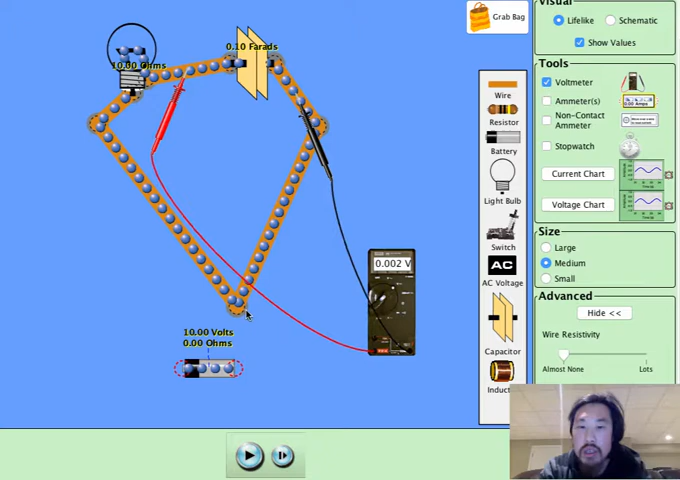 Grab Bag
Visual
Lifelike
Schematic
Show Values
Tools
Voltmeter
Ammeter(s)
Non-Contact
Ammeter
Stopwatch
Current Chart
Voltage Chart
Size
Large
Medium
Small
Advanced
Hide <<
Wire Resistivity
Almost None
Lots
Wire
Resistor
Battery
Light Bulb
Switch
AC
AC Voltage
Capacitor
Induct
10.00 Ohms
0.10 Farads
0.002 V
10.00 Volts
0.00 Ohms